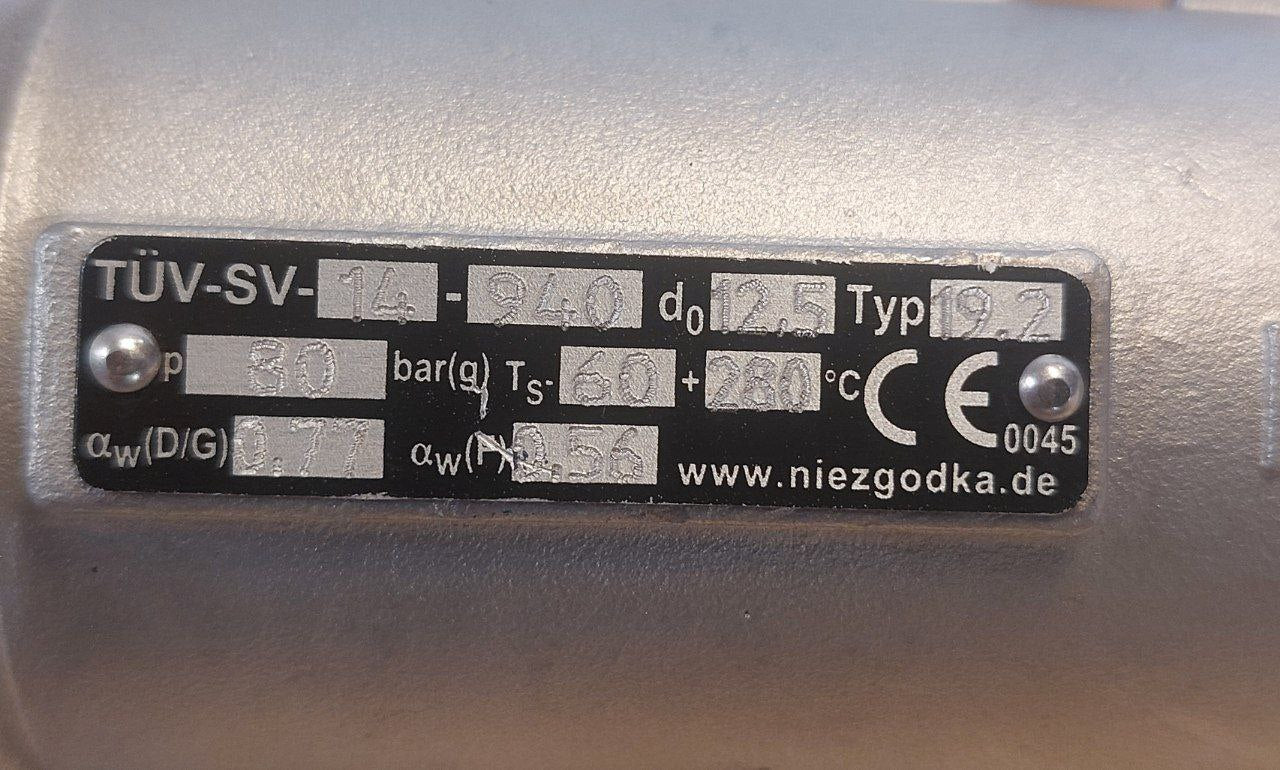 TÜV-SV-14-940 d0 12,5 Typ 19.2
p 80 bar(g) TS -60 +280 °C CE 0045
αw(D/G) 0.77 αw(F) 0.56 www.niezgodka.de